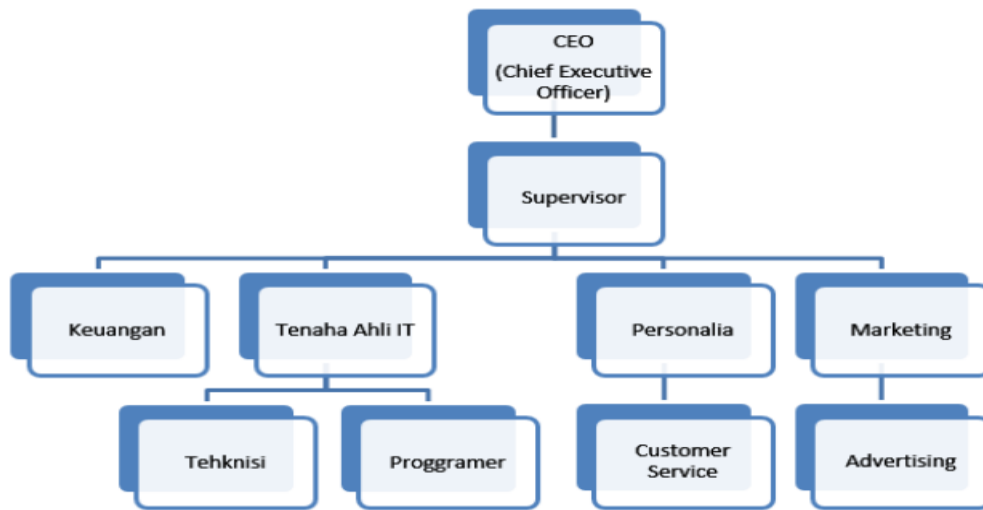 CEO
(Chief Executive
Officer)
Supervisor
Keuangan
Tenaha Ahli IT
Personalia
Marketing
Tehknisi
Proggramer
Customer
Service
Advertising